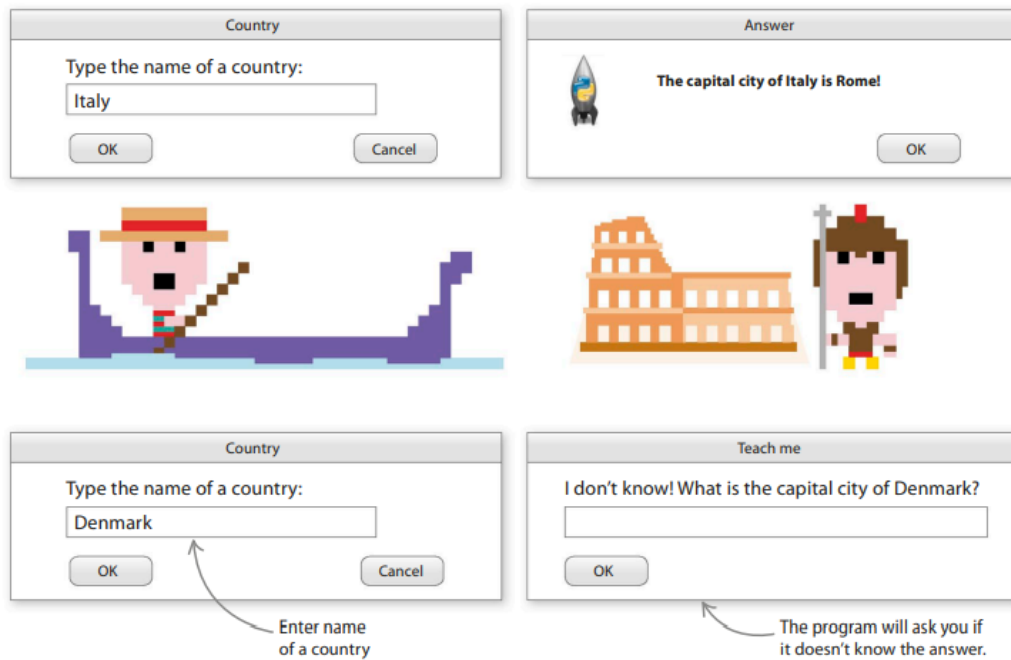 Country
Type the name of a country:
Italy
OK
Cancel
Answer
The capital city of Italy is Rome!
OK
Country
Type the name of a country:
Denmark
OK
Cancel
Enter name
of a country
Teach me
I don't know! What is the capital city of Denmark?
OK
The program will ask you if
it doesn't know the answer.